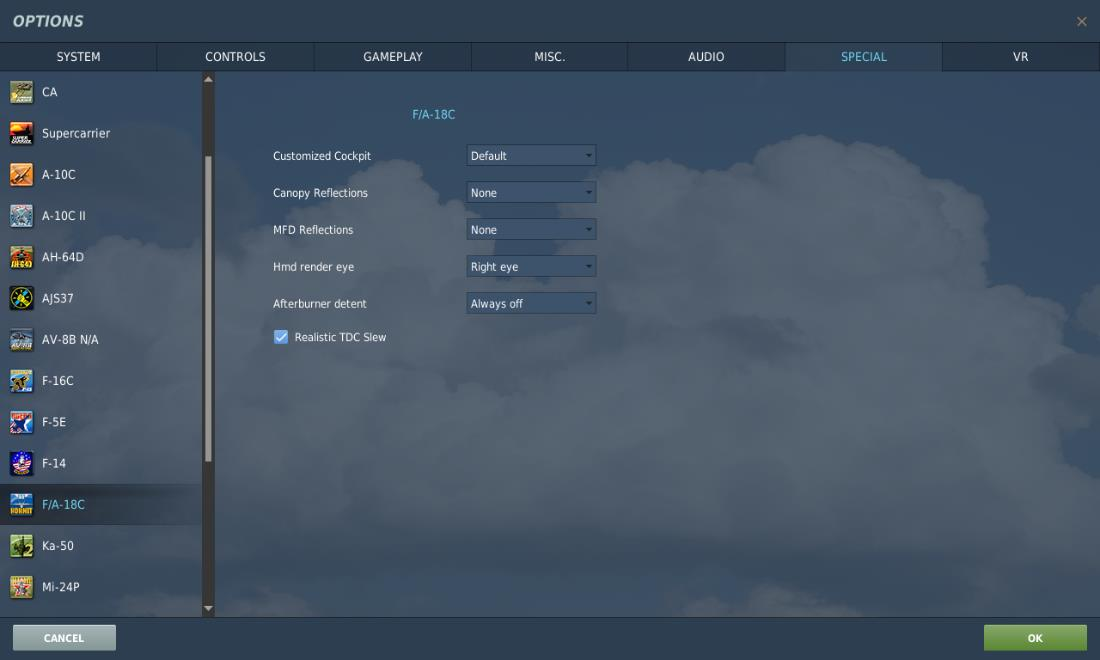 OPTIONS
SYSTEM
CONTROLS
GAMEPLAY
MISC.
AUDIO
SPECIAL
VR
CA
Supercarrier
A-10C
A-10C II
AH-64D
AJS37
AV-8B N/A
F-16C
F-5E
F-14
F/A-18C
Ka-50
Mi-24P
F/A-18C
Customized Cockpit
Default
Canopy Reflections
None
MFD Reflections
None
Hmd render eye
Right eye
Afterburner detent
Always off
Realistic TDC Slew
CANCEL
OK